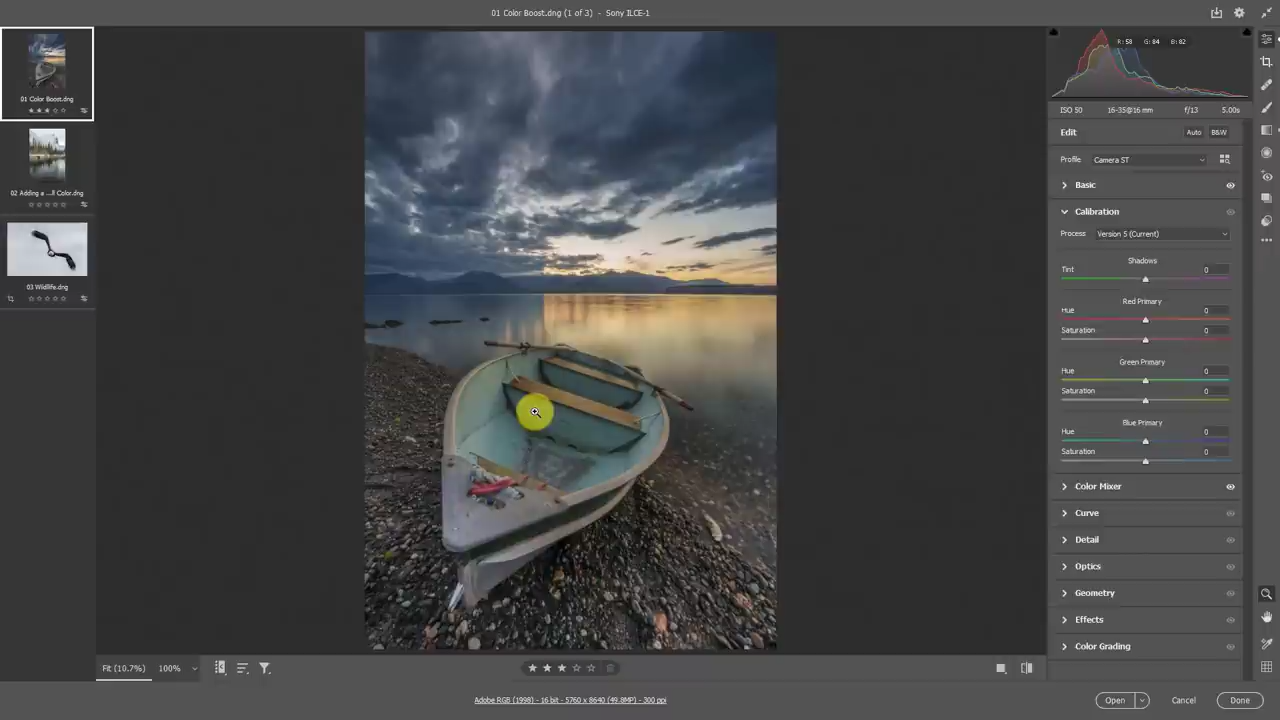 01 Color Boost.dng (1 of 3)  -  Sony ILCE-1
01 Color Boost.dng
02 Adding a ...ll Color.dng
03 Wildlife.dng
R: 58 G: 84 B: 82
ISO 50 16-35@16 mm f/13 5.00s
Edit Auto B&W
Profile Camera ST
Basic
Calibration
Process Version 5 (Current)
Shadows
Tint 0
Red Primary
Hue 0
Saturation 0
Green Primary
Hue 0
Saturation 0
Blue Primary
Hue 0
Saturation 0
Color Mixer
Curve
Detail
Optics
Geometry
Effects
Color Grading
Fit (10.7%) 100%
Adobe RGB (1998) - 16 bit - 5760 x 8640 (49.8MP) - 300 ppi
Open Cancel Done